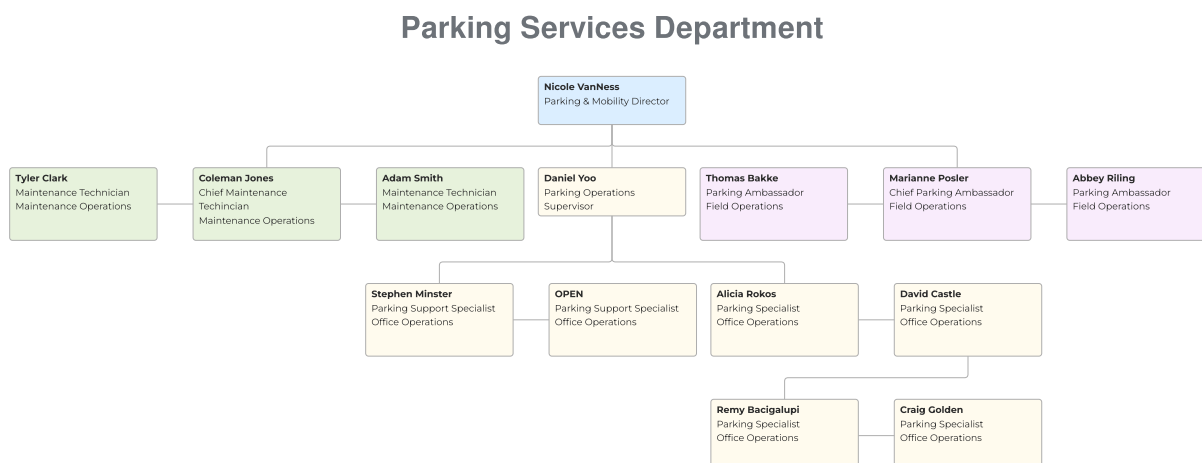 Parking Services Department
Nicole VanNess
Parking & Mobility Director
Tyler Clark
Maintenance Technician
Maintenance Operations
Coleman Jones
Chief Maintenance
Techinician
Maintenance Operations
Adam Smith
Maintenance Technician
Maintenance Operations
Daniel Yoo
Parking Operations
Supervisor
Thomas Bakke
Parking Ambassador
Field Operations
Marianne Posler
Chief Parking Ambassador
Field Operations
Abbey Riling
Parking Ambassador
Field Operations
Stephen Minster
Parking Support Specialist
Office Operations
OPEN
Parking Support Specialist
Office Operations
Alicia Rokos
Parking Specialist
Office Operations
David Castle
Parking Specialist
Office Operations
Remy Bacigalupi
Parking Specialist
Office Operations
Craig Golden
Parking Specialist
Office Operations